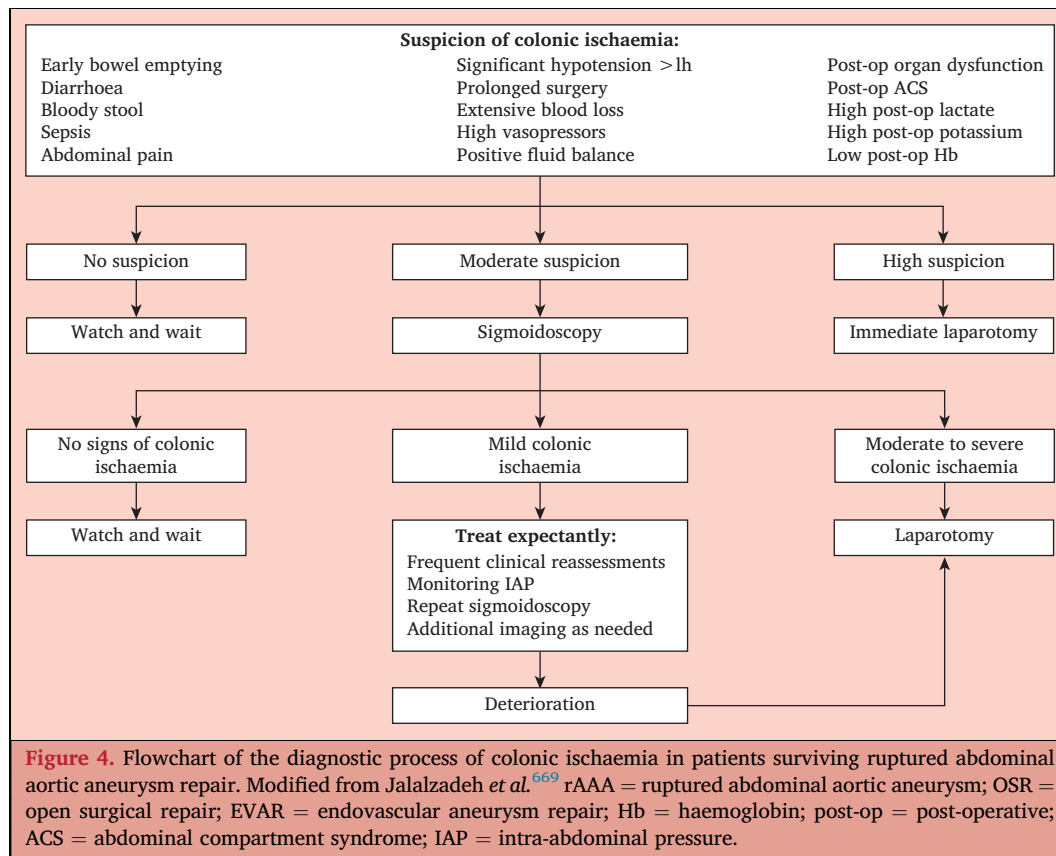 Suspicion of colonic ischaemia:
Early bowel emptying
Diarrhoea
Bloody stool
Sepsis
Abdominal pain
Significant hypotension >lh
Prolonged surgery
Extensive blood loss
High vasopressors
Positive fluid balance
Post-op organ dysfunction
Post-op ACS
High post-op lactate
High post-op potassium
Low post-op Hb
No suspicion
Moderate suspicion
High suspicion
Watch and wait
Sigmoidoscopy
Immediate laparotomy
No signs of colonic
ischaemia
Mild colonic
ischaemia
Moderate to severe
colonic ischaemia
Watch and wait
Treat expectantly:
Frequent clinical reassessments
Monitoring IAP
Repeat sigmoidoscopy
Additional imaging as needed
Laparotomy
Deterioration
Figure 4. Flowchart of the diagnostic process of colonic ischaemia in patients surviving ruptured abdominal
aortic aneurysm repair. Modified from Jalalzadeh et al.669 rAAA = ruptured abdominal aortic aneurysm; OSR =
open surgical repair; EVAR = endovascular aneurysm repair; Hb = haemoglobin; post-op = post-operative;
ACS = abdominal compartment syndrome; IAP = intra-abdominal pressure.